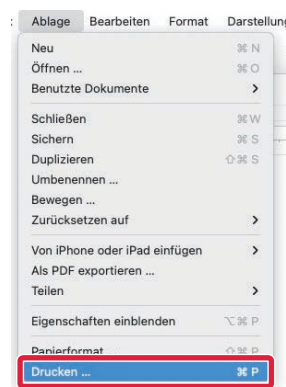 Ablage Bearbeiten Format Darstellung
Neu ⌘ N
Öffnen ... ⌘ O
Benutzte Dokumente >
Schließen ⌘ W
Sichern ⌘ S
Duplizieren ⇧ ⌘ S
Umbenennen ...
Bewegen ...
Zurücksetzen auf >
Von iPhone oder iPad einfügen >
Als PDF exportieren ...
Teilen >
Eigenschaften einblenden ⌥ ⌘ P
Papierformat ... ⇧ ⌘ P
Drucken ... ⌘ P